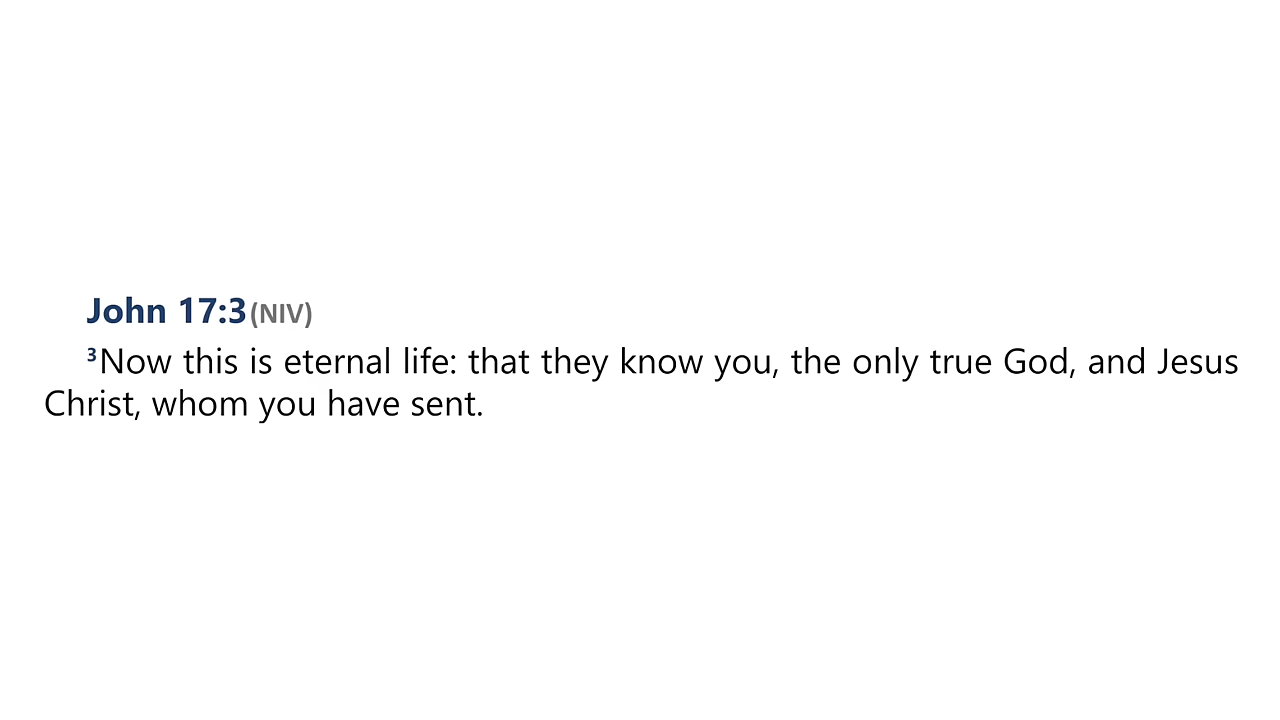 John 17:3 (NIV)
3Now this is eternal life: that they know you, the only true God, and Jesus
Christ, whom you have sent.